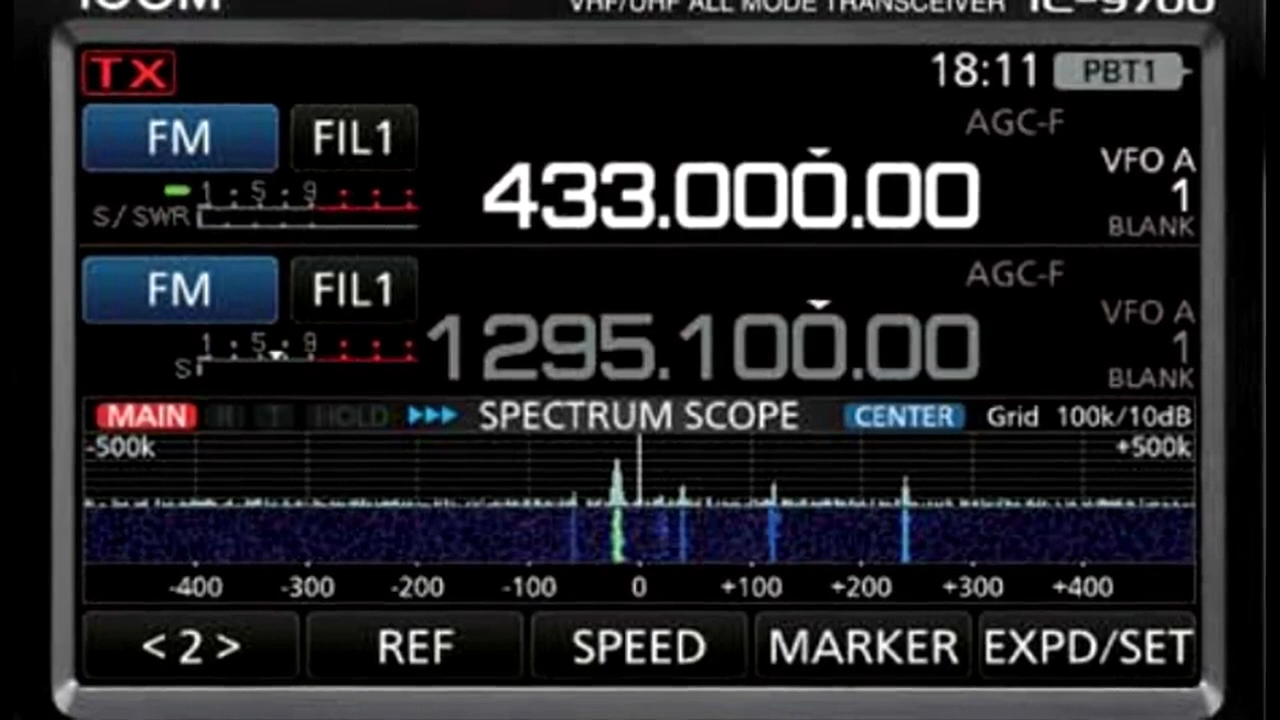 ICOM VHF/UHF ALL MODE TRANSCEIVER IC-9700
TX 18:11 PBT1
FM FIL1 AGC-F
433.000.00 VFO A
1 5 9
S/SWR 1
BLANK
FM FIL1 AGC-F
1295.100.00 VFO A
1 5 9
S 1
BLANK
MAIN HOLD SPECTRUM SCOPE CENTER Grid 100k/10dB
-500k +500k
-400 -300 -200 -100 0 +100 +200 +300 +400
< 2 > REF SPEED MARKER EXPD/SET